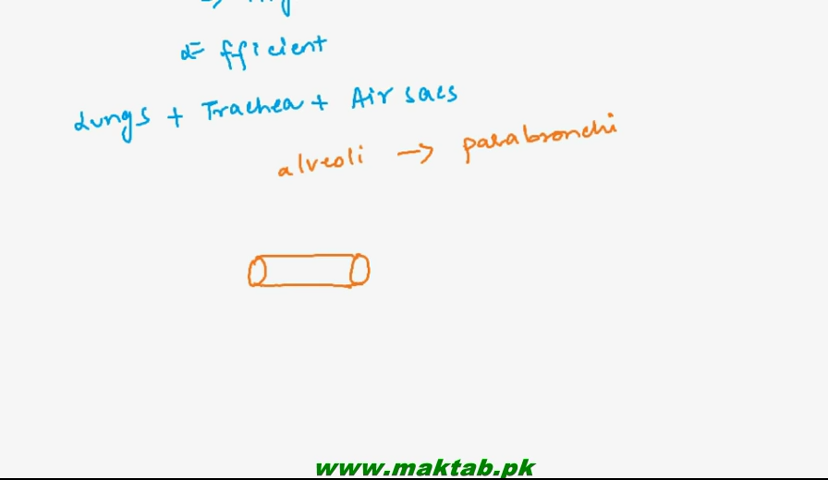 Efficient
Lungs + Trachea + Air sacs
alveoli → parabronchi
www.maktab.pk